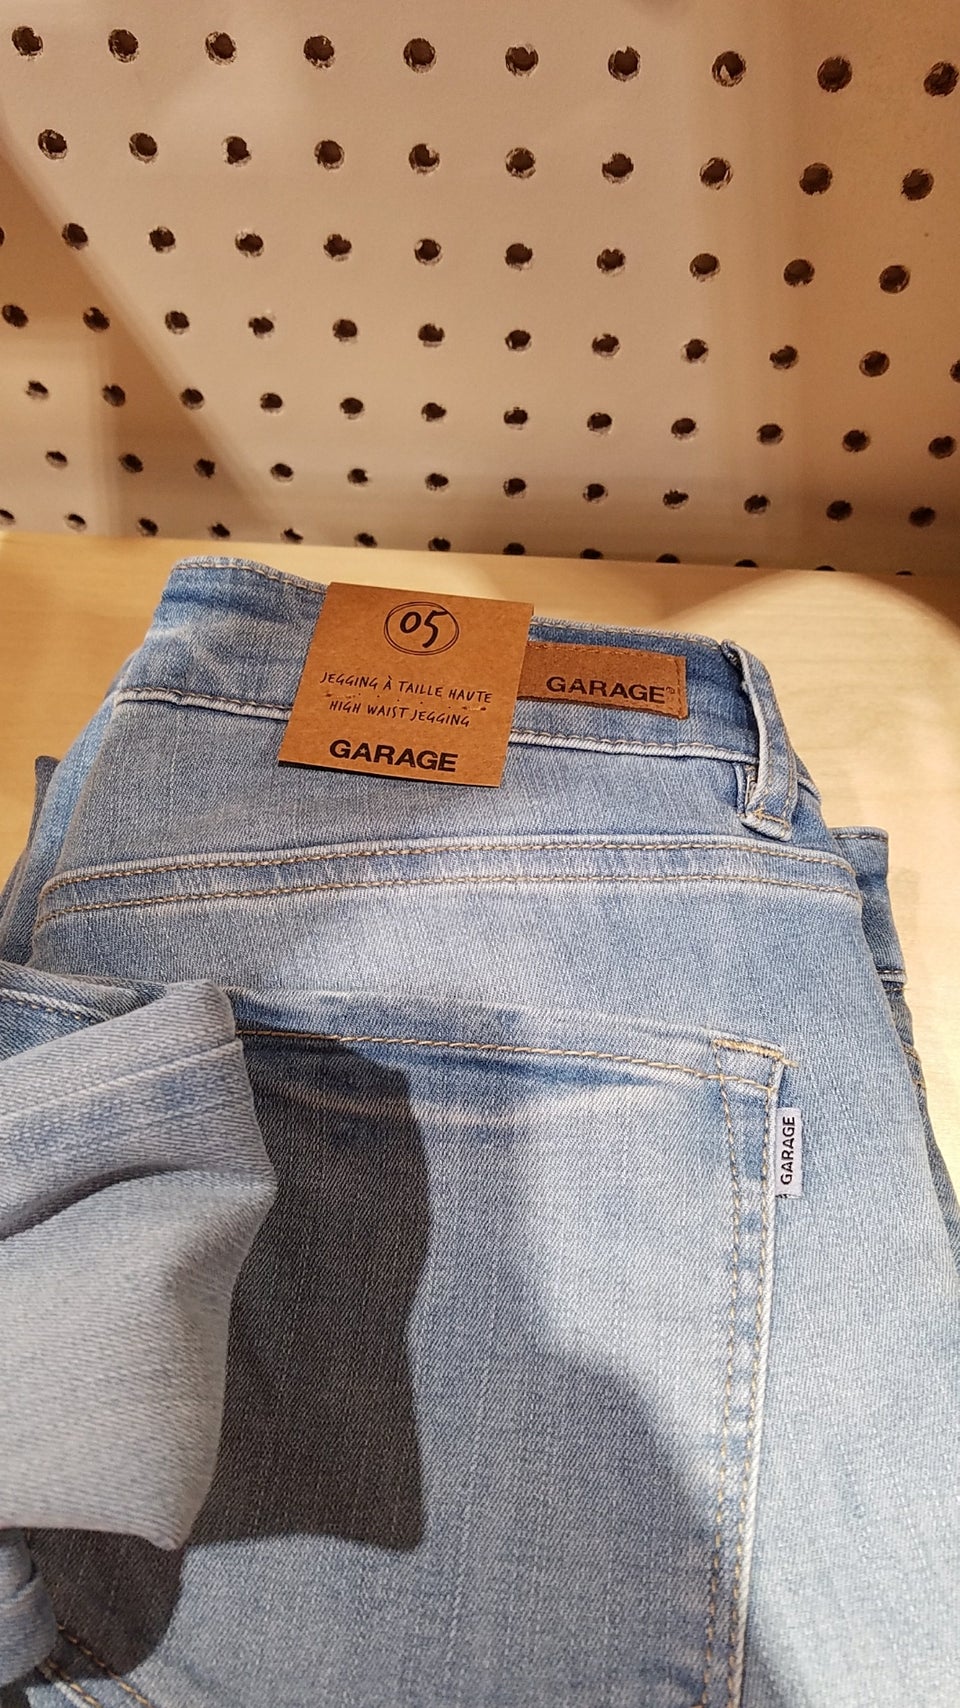 05
JEGGING À TAILLE HAUTE
HIGH WAIST JEGGING
GARAGE
GARAGE
GARAGE